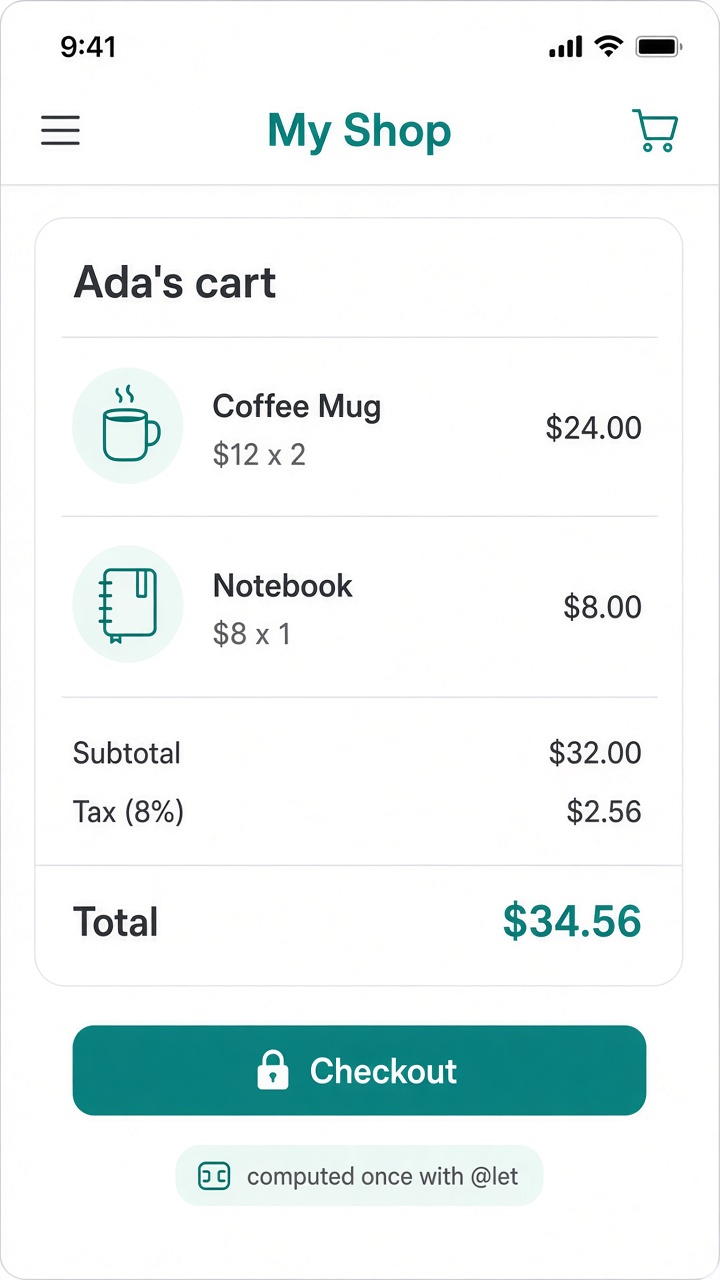 9:41
My Shop
Ada's cart
Coffee Mug
$12 x 2
$24.00
Notebook
$8 x 1
$8.00
Subtotal $32.00
Tax (8%) $2.56
Total $34.56
Checkout
computed once with @let